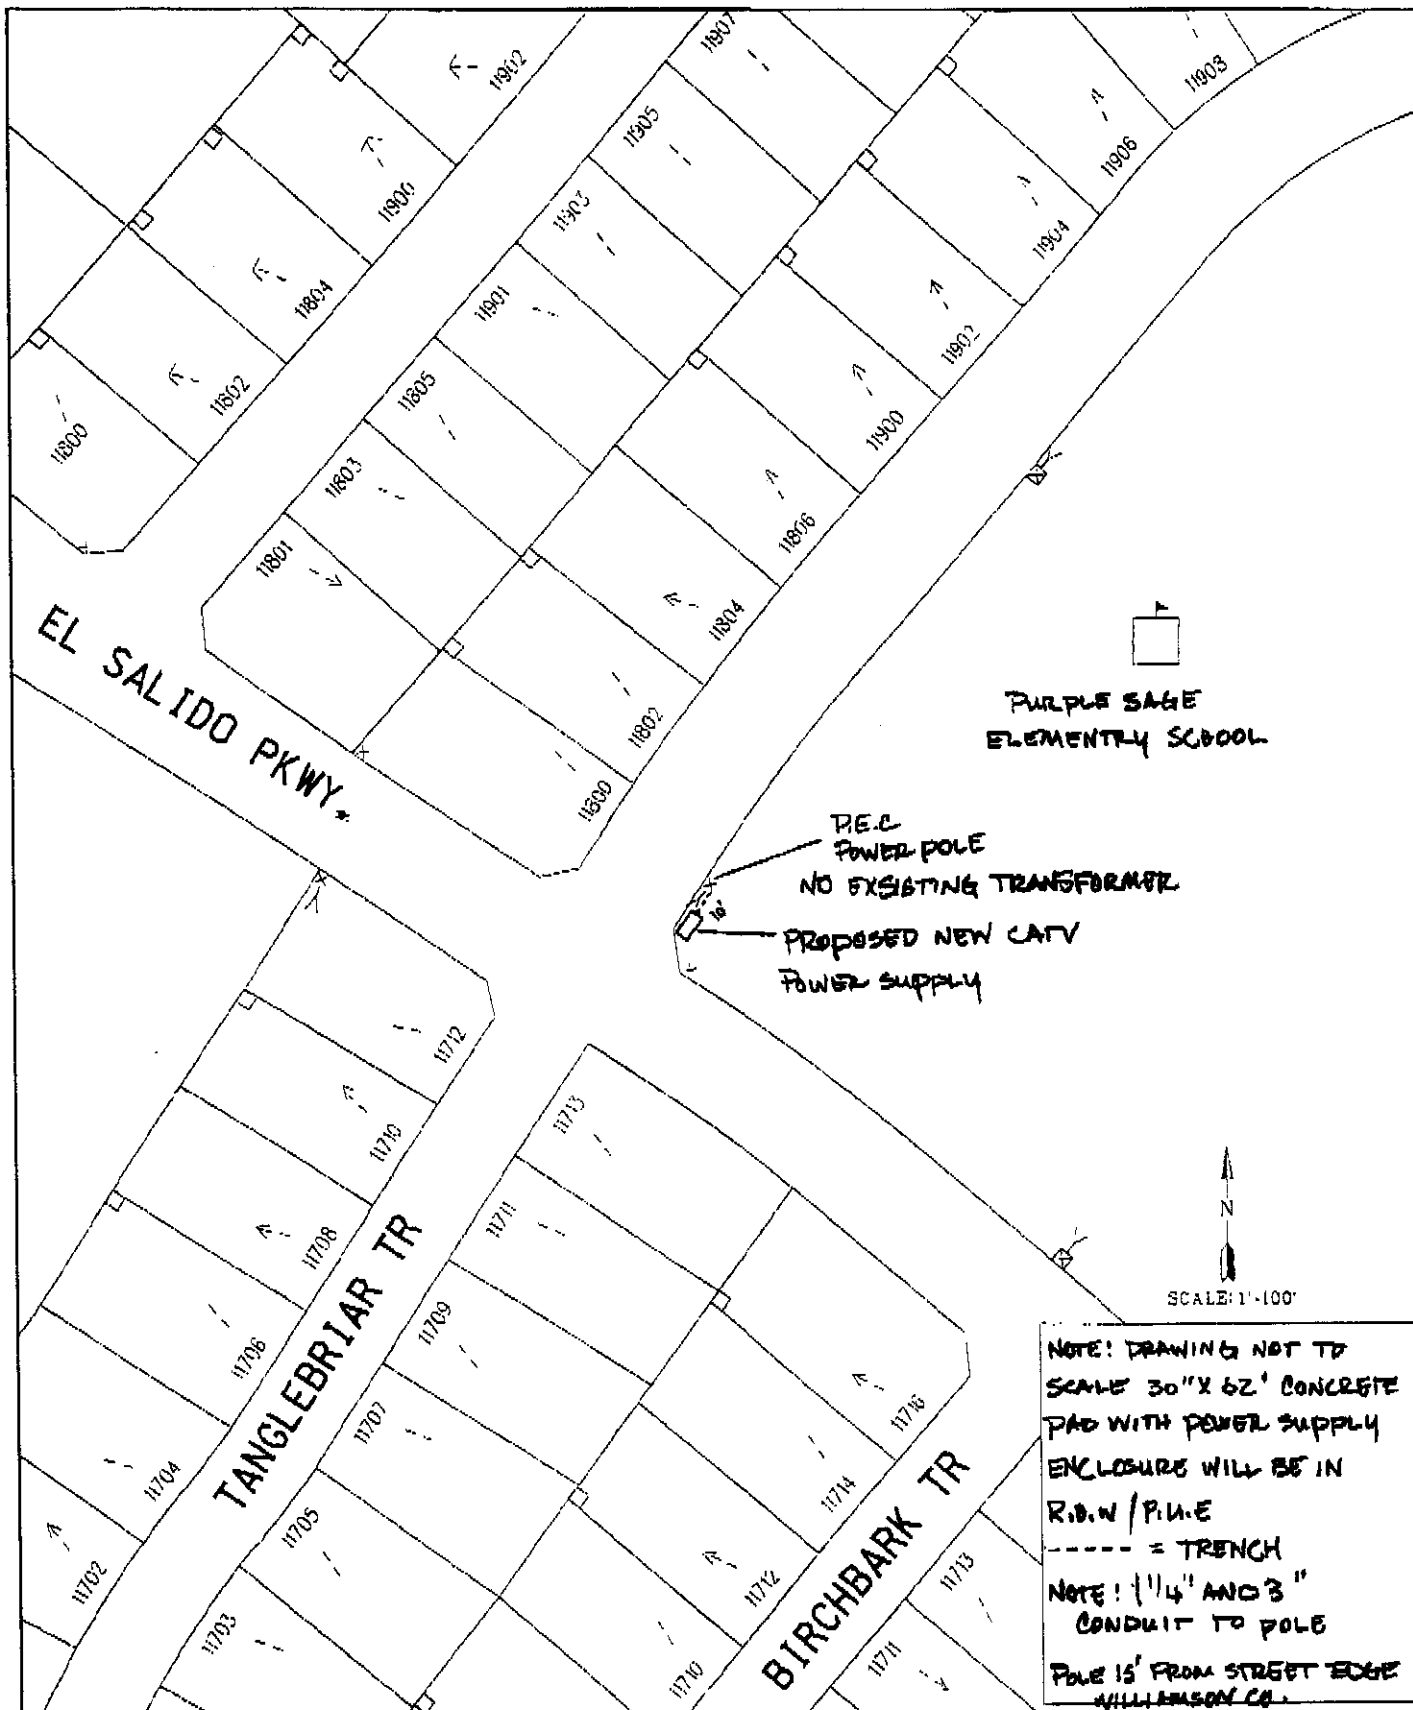 11907
11902
11905
11903
11906
11903
11900
11904
11804
11901
11902
11802
11805
11900
11800
11803
11806
11801
11804
EL SALIDO PKWY.
11802
11800
PURPLE SAGE
ELEMENTRY SCOOOL
P.E.C
POWER POLE
NO EXSISTING TRANSFORMER
10'
PROPOSED NEW CATV
POWER SUPPLY
11712
11710
11708
11706
11704
11702
TANGLEBRIAR TR
11713
11711
11709
11707
11705
11703
11716
11714
11712
11710
BIRCHBARK TR
11713
11711
N
SCALE: 1"-100'
NOTE! DRAWING NOT TO
SCALE 30" X 62" CONCRETE
PAD WITH POWER SUPPLY
ENCLOSURE WILL BE IN
R.O.W / P.U.E
----- = TRENCH
NOTE! 1 1/4" AND 3"
CONDUIT TO POLE
POLE 15' FROM STREET EDGE
WILLIAMSON CO.